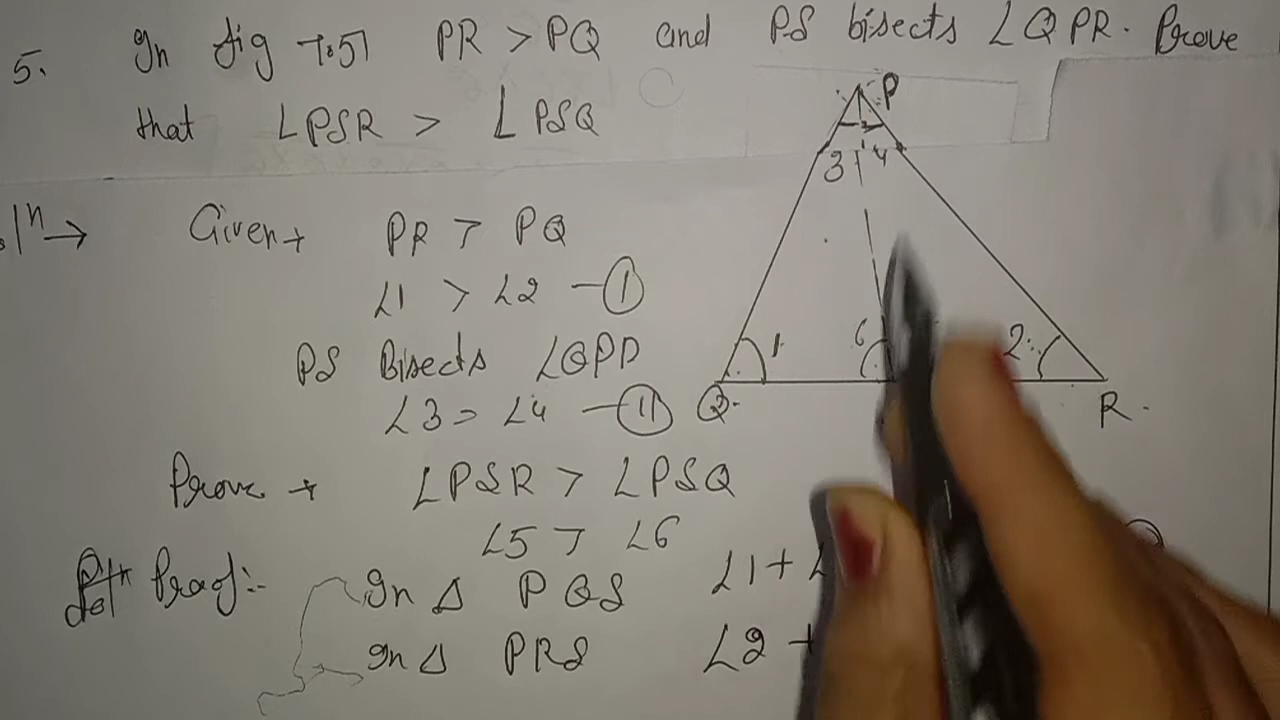 5. In fig 7.51 PR > PQ and PS bisects ∠QPR. Prove
that ∠PSR > ∠PSQ
P
3 4
Given → PR > PQ
∠1 > ∠2 — (I)
PS Bisects ∠QPR
6 1 2
∠3 = ∠4 — (II)
Q R
Prove → ∠PSR > ∠PSQ
∠5 > ∠6
Proof:- In Δ PQS ∠1 +
In Δ PRS ∠2 +